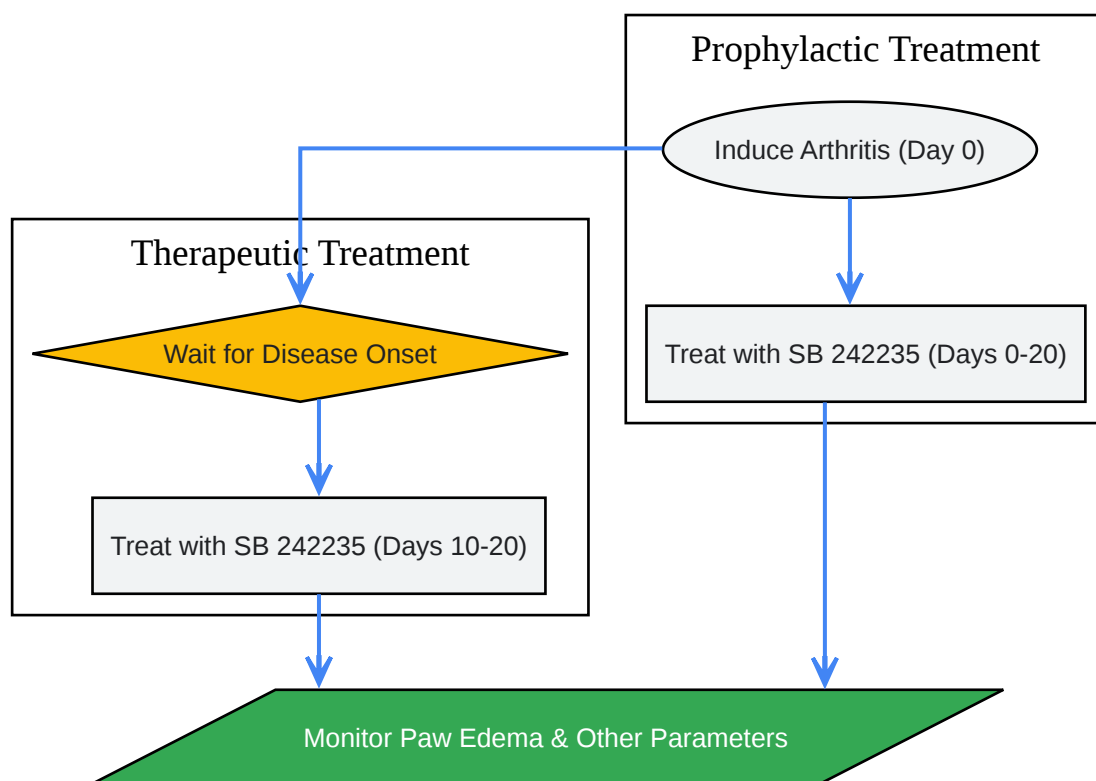 Prophylactic Treatment
Induce Arthritis (Day 0)
Therapeutic Treatment
Wait for Disease Onset
Treat with SB 242235 (Days 0-20)
Treat with SB 242235 (Days 10-20)
Monitor Paw Edema & Other Parameters